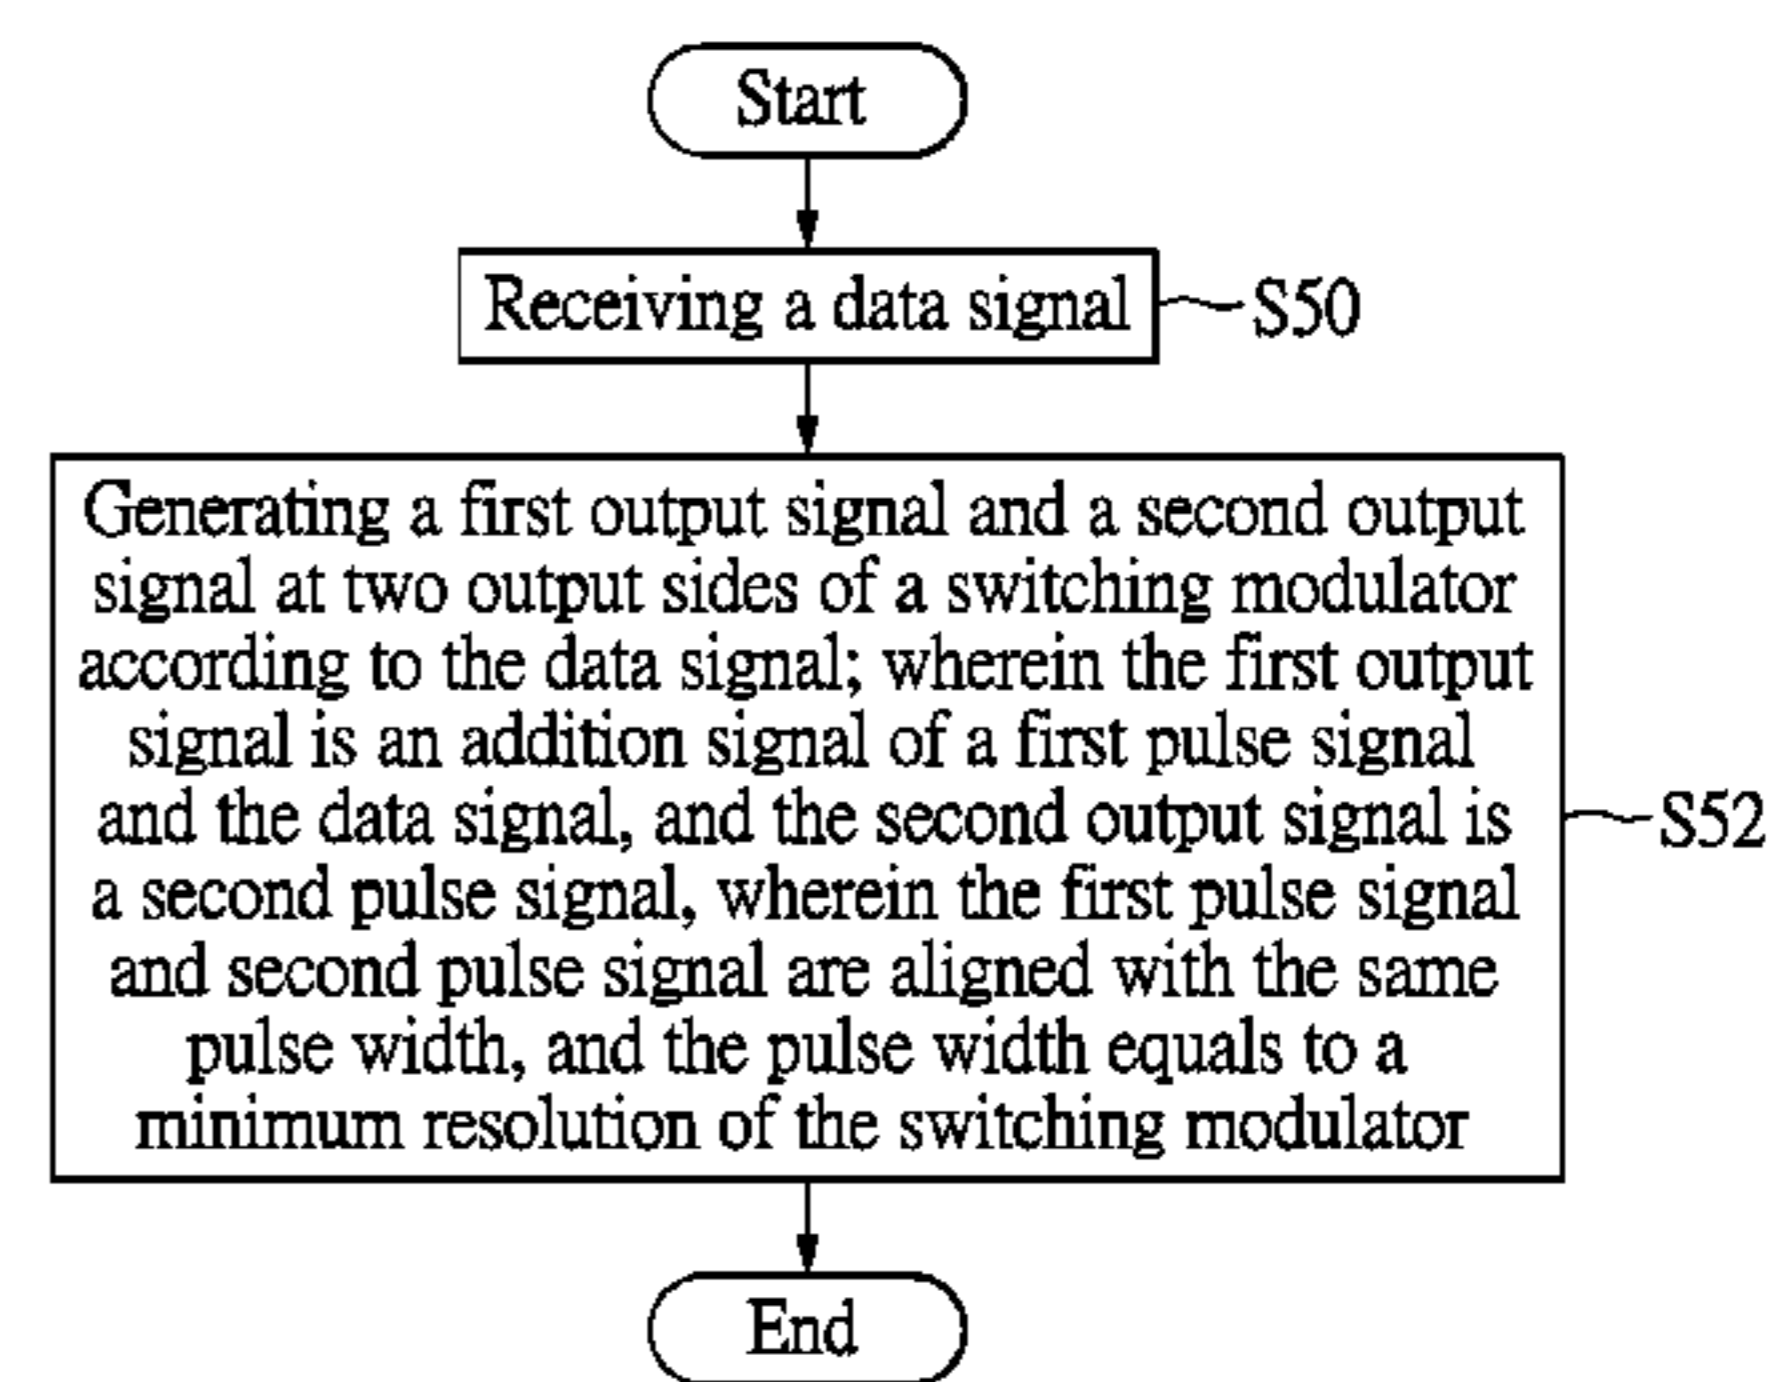 Start
Receiving a data signal
S50
Generating a first output signal and a second output
signal at two output sides of a switching modulator
according to the data signal; wherein the first output
signal is an addition signal of a first pulse signal
and the data signal, and the second output signal is
a second pulse signal, wherein the first pulse signal
and second pulse signal are aligned with the same
pulse width, and the pulse width equals to a
minimum resolution of the switching modulator
S52
End